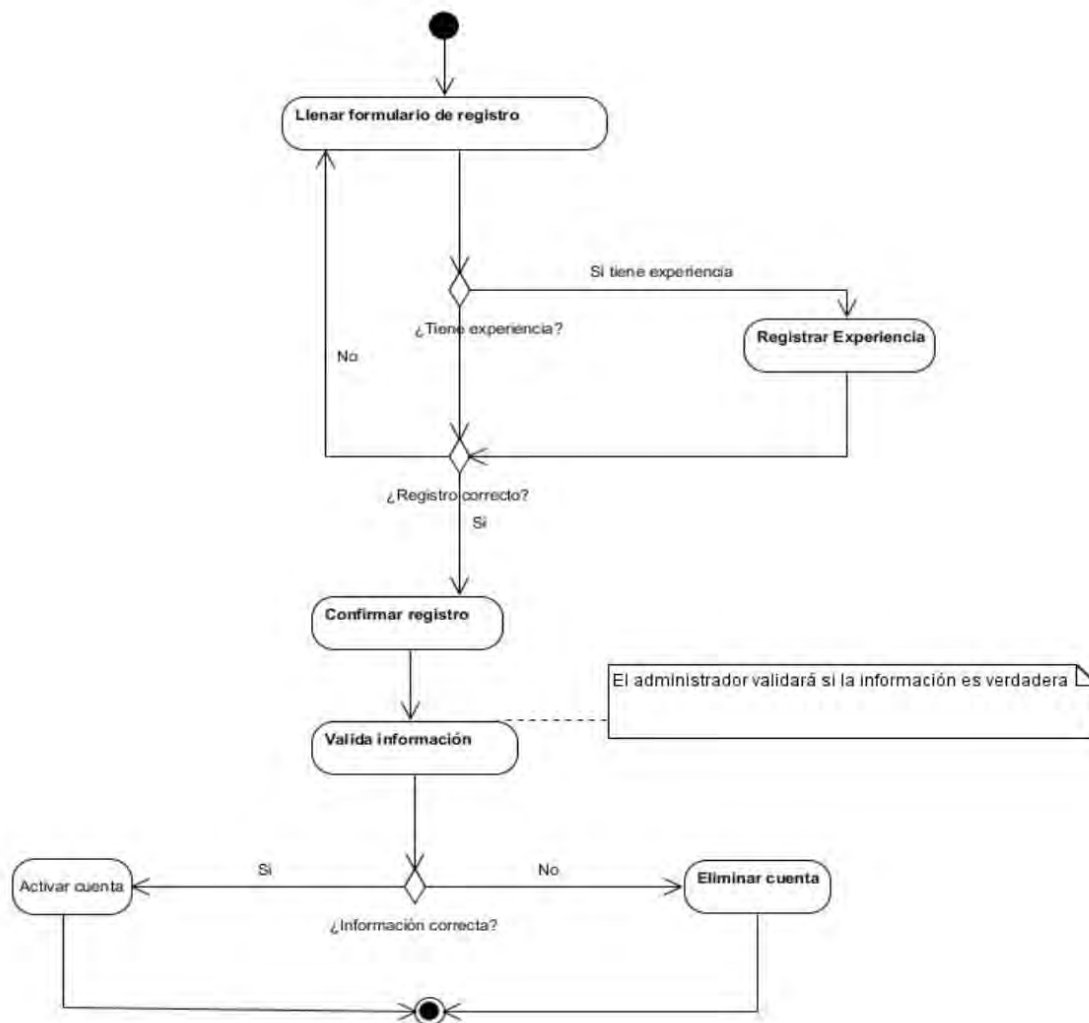 Llenar formulario de registro
Si tiene experiencia
¿Tiene experiencia?
Registrar Experiencia
No
¿Registro correcto?
Si
Confirmar registro
El administrador validará si la información es verdadera
Valida información
Si
No
Activar cuenta
Eliminar cuenta
¿Información correcta?